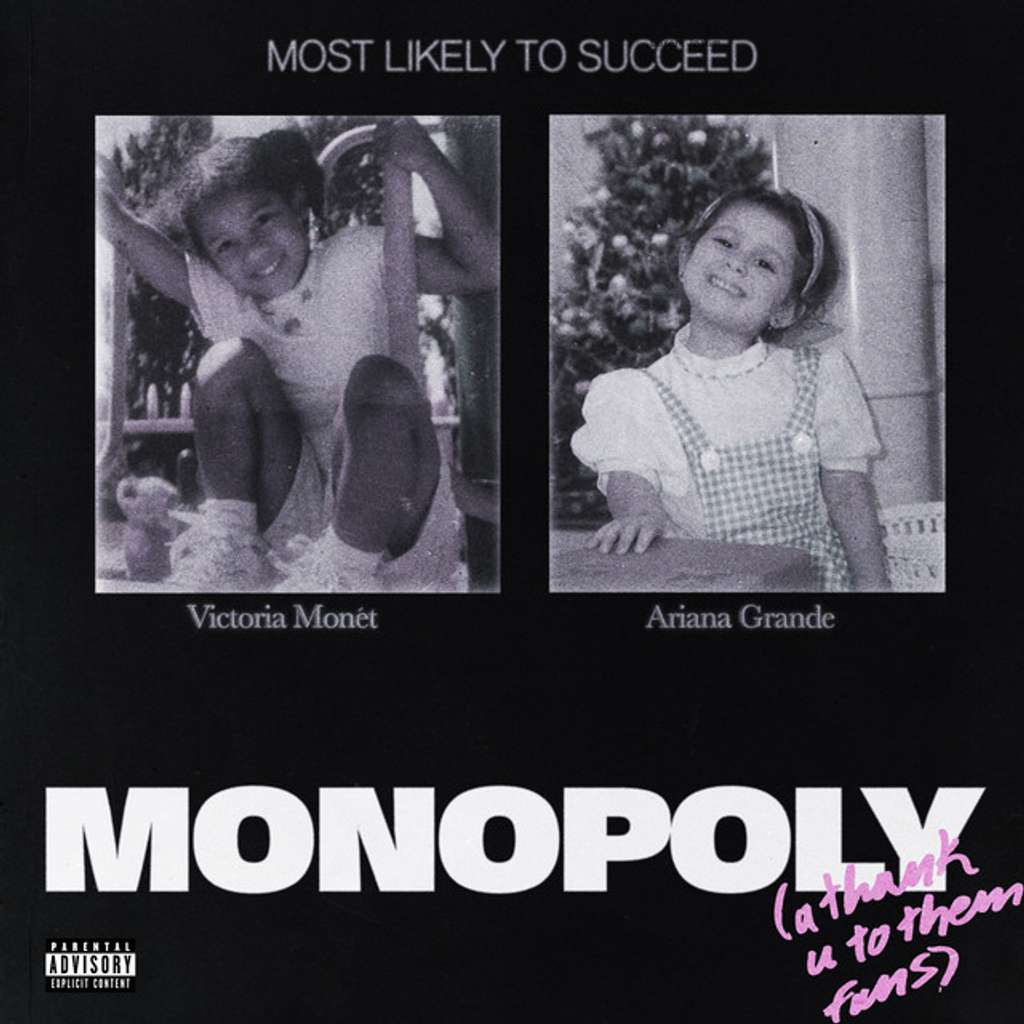 MOST LIKELY TO SUCCEED
Victoria Monét
Ariana Grande
MONOPOLY
(a thank
u to them
fans)
PARENTAL
ADVISORY
EXPLICIT CONTENT